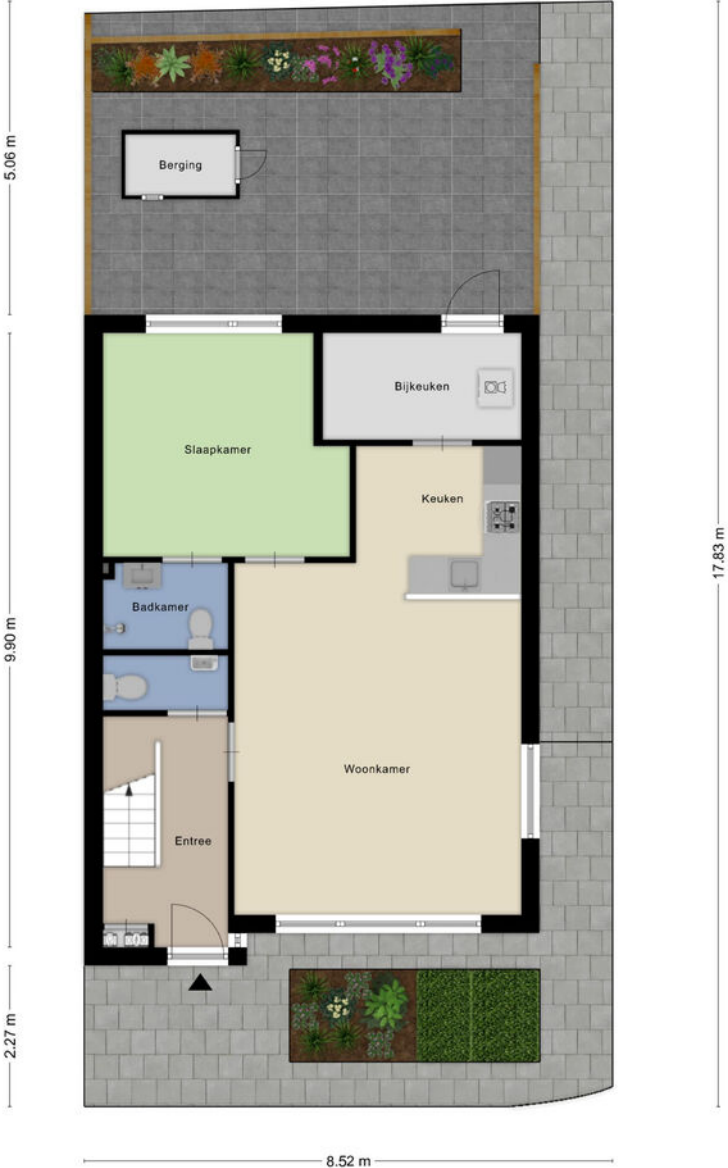 5.06 m
Berging
Bijkeuken
Slaapkamer
Keuken
17.83 m
Badkamer
9.90 m
Woonkamer
Entree
2.27 m
8.52 m